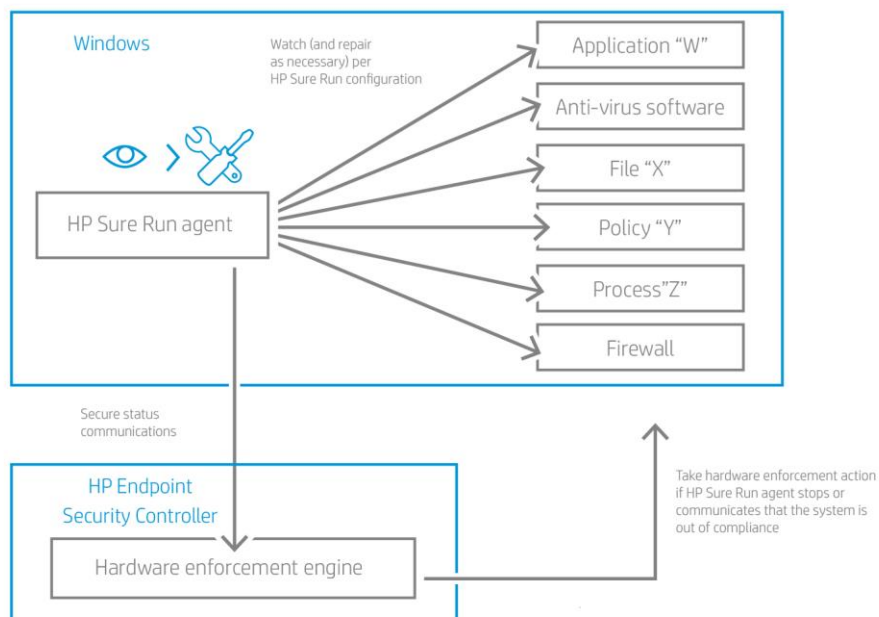 Windows
Watch (and repair
as necessary) per
HP Sure Run configuration
HP Sure Run agent
Application “W”
Anti-virus software
File “X”
Policy “Y”
Process”Z”
Firewall
Secure status
communications
HP Endpoint
Security Controller
Hardware enforcement engine
Take hardware enforcement action
if HP Sure Run agent stops or
communicates that the system is
out of compliance